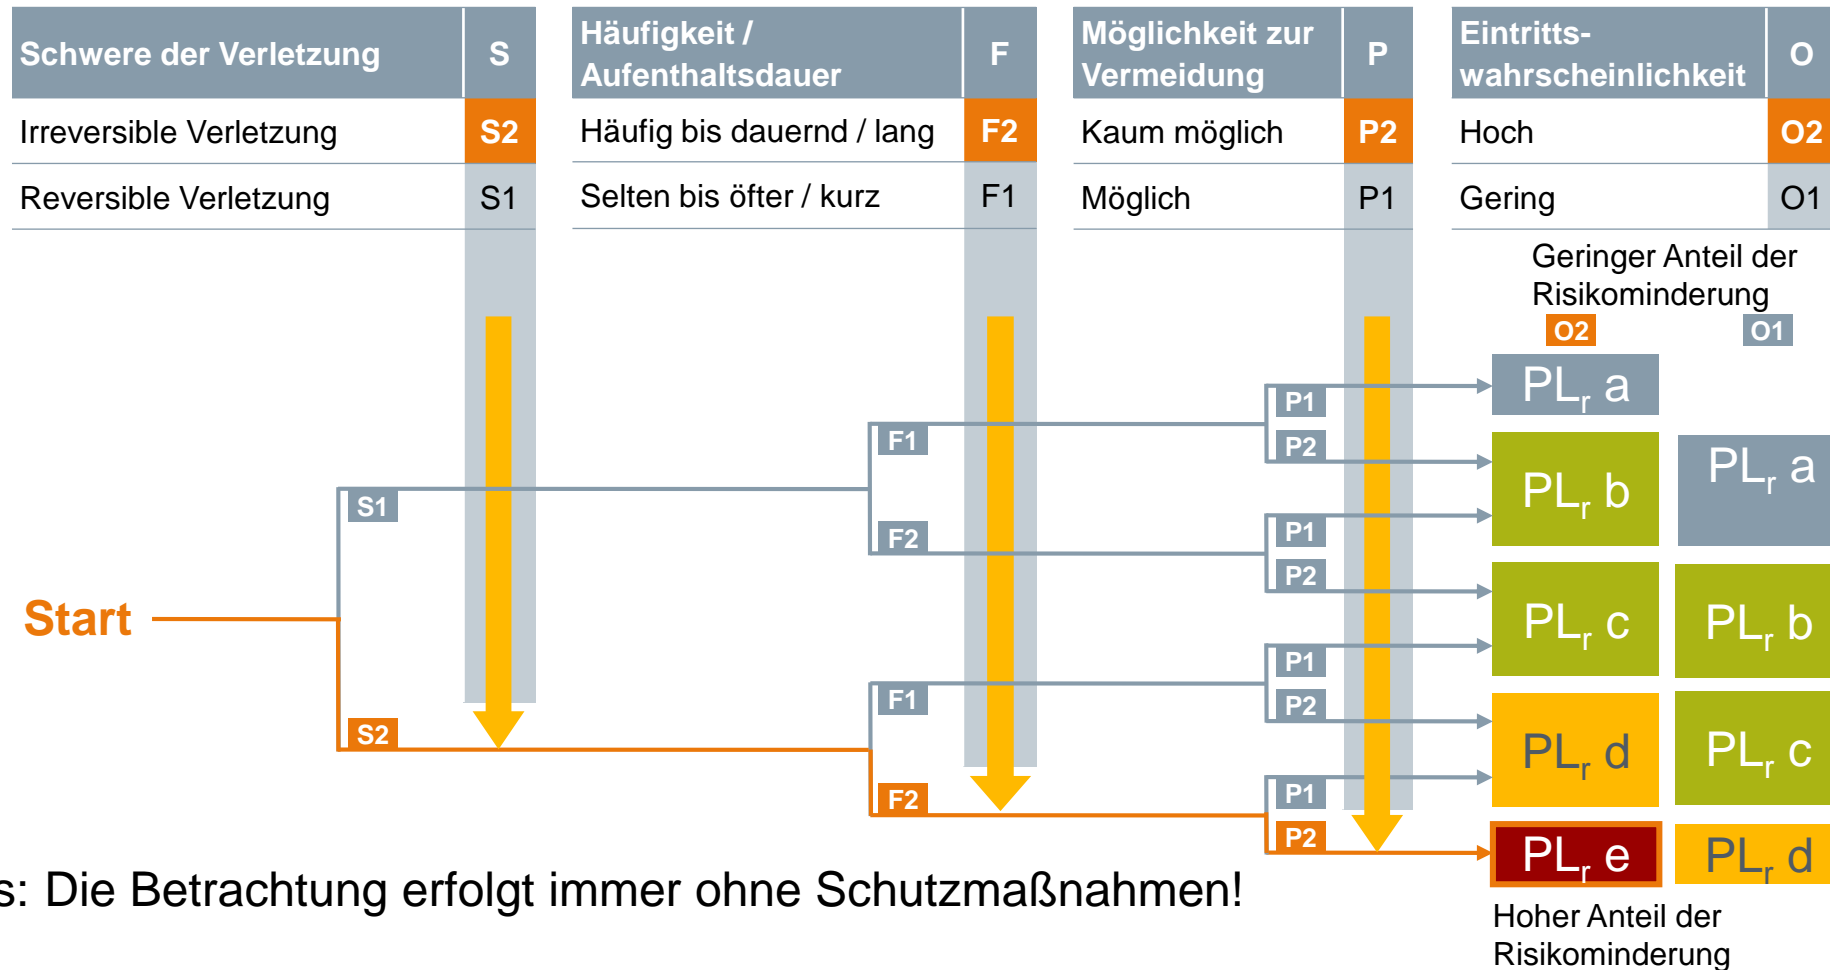 Schwere der Verletzung S
Häufigkeit /
Aufenthaltsdauer F
Möglichkeit zur
Vermeidung P
Eintritts-
wahrscheinlichkeit O
Irreversible Verletzung S2
Häufig bis dauernd / lang F2
Kaum möglich P2
Hoch O2
Reversible Verletzung S1
Selten bis öfter / kurz F1
Möglich P1
Gering O1
Geringer Anteil der
Risikominderung
O2 O1
PLr a
P1
F1
P2
PLr b
PLr a
S1
P1
F2
P2
Start
PLr c
PLr b
P1
F1
P2
S2
PLr d
PLr c
P1
F2
P2
PLr e
PLr d
s: Die Betrachtung erfolgt immer ohne Schutzmaßnahmen!
Hoher Anteil der
Risikominderung